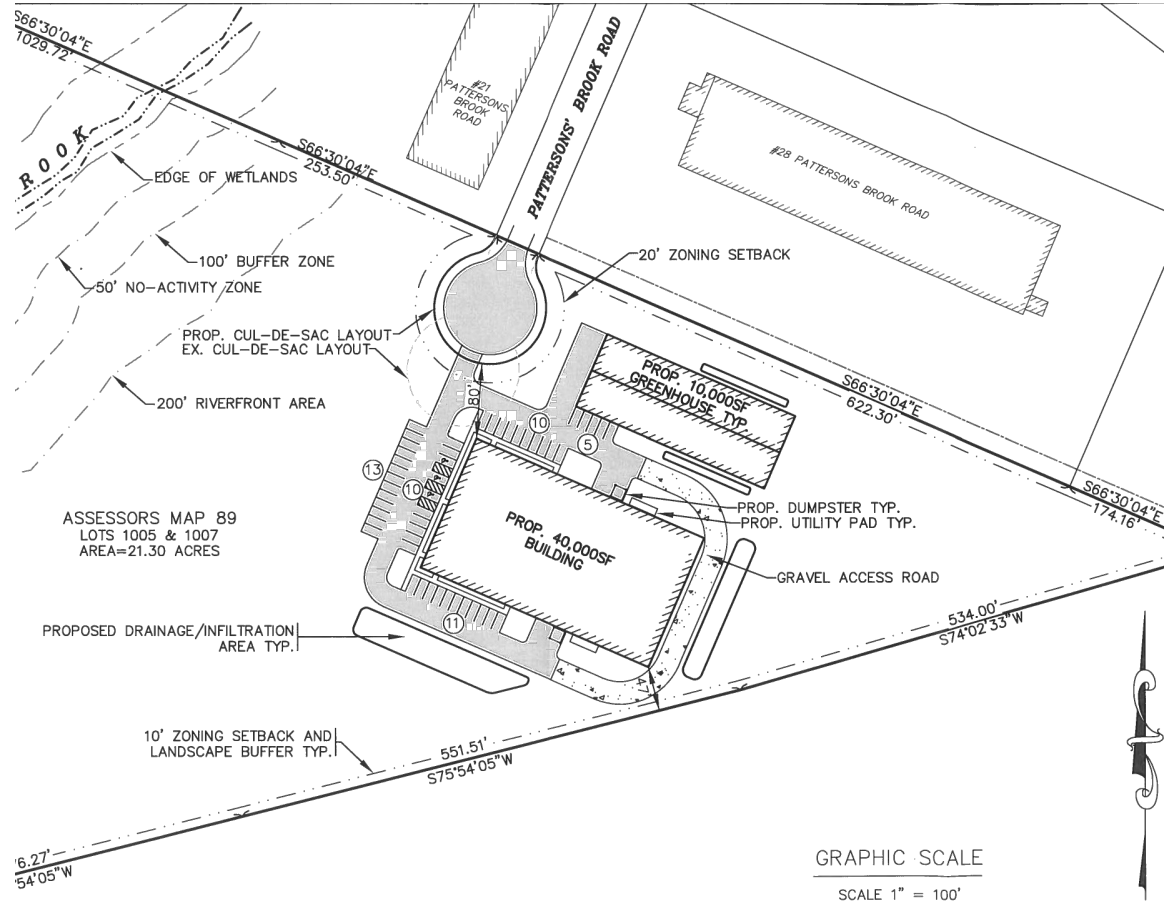 S66°30'04"E
1029.72'
ROOK
EDGE OF WETLANDS
100' BUFFER ZONE
50' NO-ACTIVITY ZONE
200' RIVERFRONT AREA
S66°30'04"E
253.50'
#21
PATTERSONS
BROOK
ROAD
PATTERSONS' BROOK ROAD
#28 PATTERSONS BROOK ROAD
20' ZONING SETBACK
PROP. CUL-DE-SAC LAYOUT
EX. CUL-DE-SAC LAYOUT
80'
PROP. 10,000SF
GREENHOUSE TYP
S66°30'04"E
622.30'
S66°30'04"E
174.16'
10
5
13
10
11
PROP. 40,000SF
BUILDING
PROP. DUMPSTER TYP.
PROP. UTILITY PAD TYP.
GRAVEL ACCESS ROAD
ASSESSORS MAP 89
LOTS 1005 & 1007
AREA=21.30 ACRES
PROPOSED DRAINAGE/INFILTRATION
AREA TYP.
10' ZONING SETBACK AND
LANDSCAPE BUFFER TYP.
534.00'
S74°02'33"W
551.51'
S75°54'05"W
6.27'
54'05"W
GRAPHIC SCALE
SCALE 1" = 100'